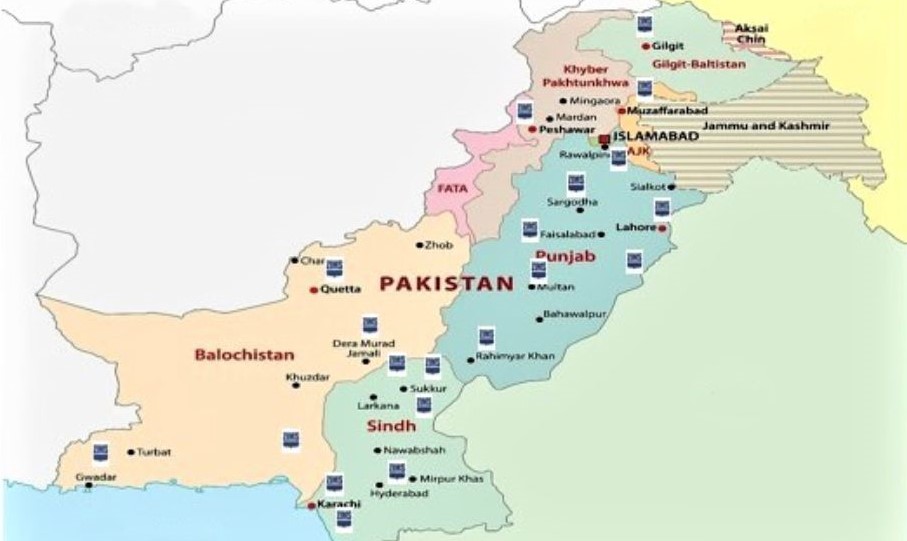 Aksai
Chin
Gilgit
Gilgit-Baltistan
Khyber
Pakhtunkhwa
Mingaora
Muzaffarabad
Mardan
Peshawar
Jammu and Kashmir
ISLAMABAD
Rawalpin
AJK
FATA
Sialkot
Sargodha
Lahore
Faisalabad
Zhob
Punjab
Char
Quetta
PAKISTAN
Multan
Bahawalpur
Dera Murad
Jamali
Balochistan
Rahimyar Khan
Khuzdar
Sukkur
Larkana
Sindh
Turbat
Nawabshah
Gwadar
Mirpur Khas
Hyderabad
Karachi